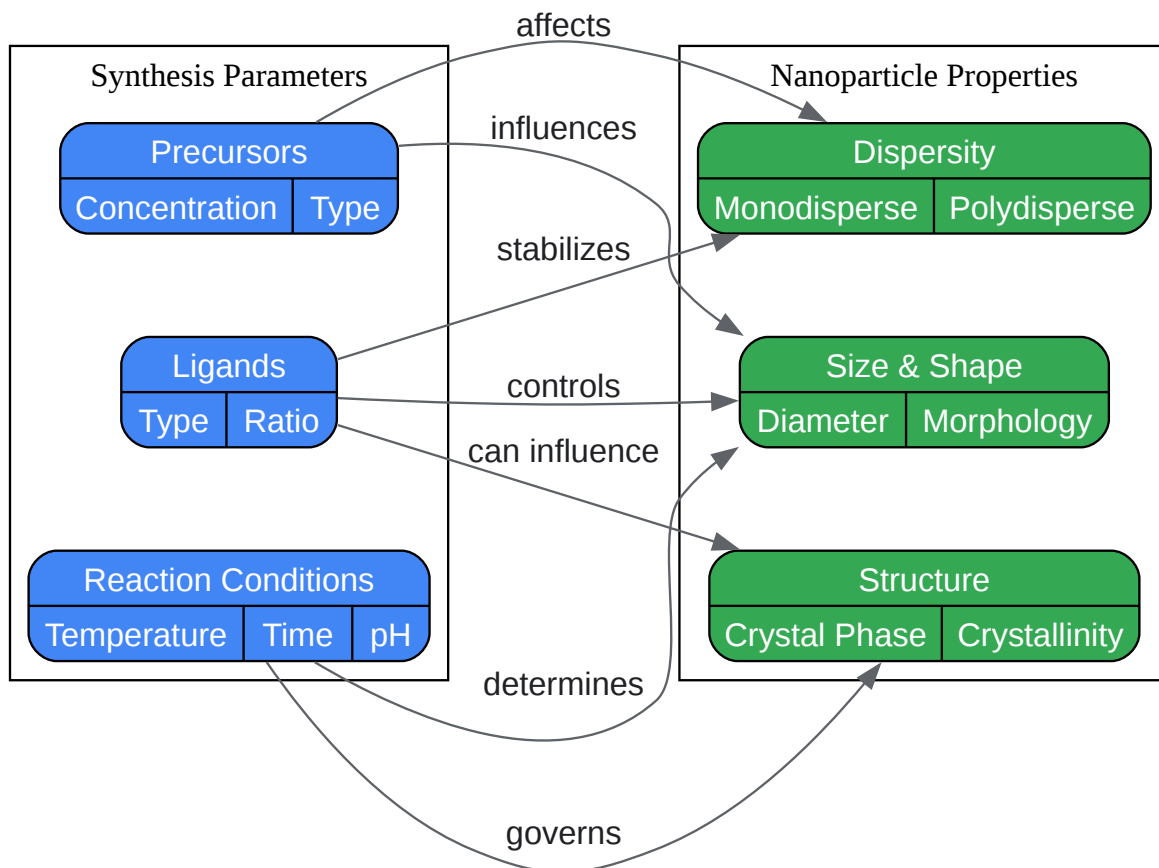 affects
Synthesis Parameters
Nanoparticle Properties
Precursors
Concentration
Type
influences
Dispersity
Monodisperse
Polydisperse
stabilizes
Ligands
Type
Ratio
controls
Size & Shape
Diameter
Morphology
can influence
Reaction Conditions
Temperature
Time
pH
Structure
Crystal Phase
Crystallinity
determines
governs